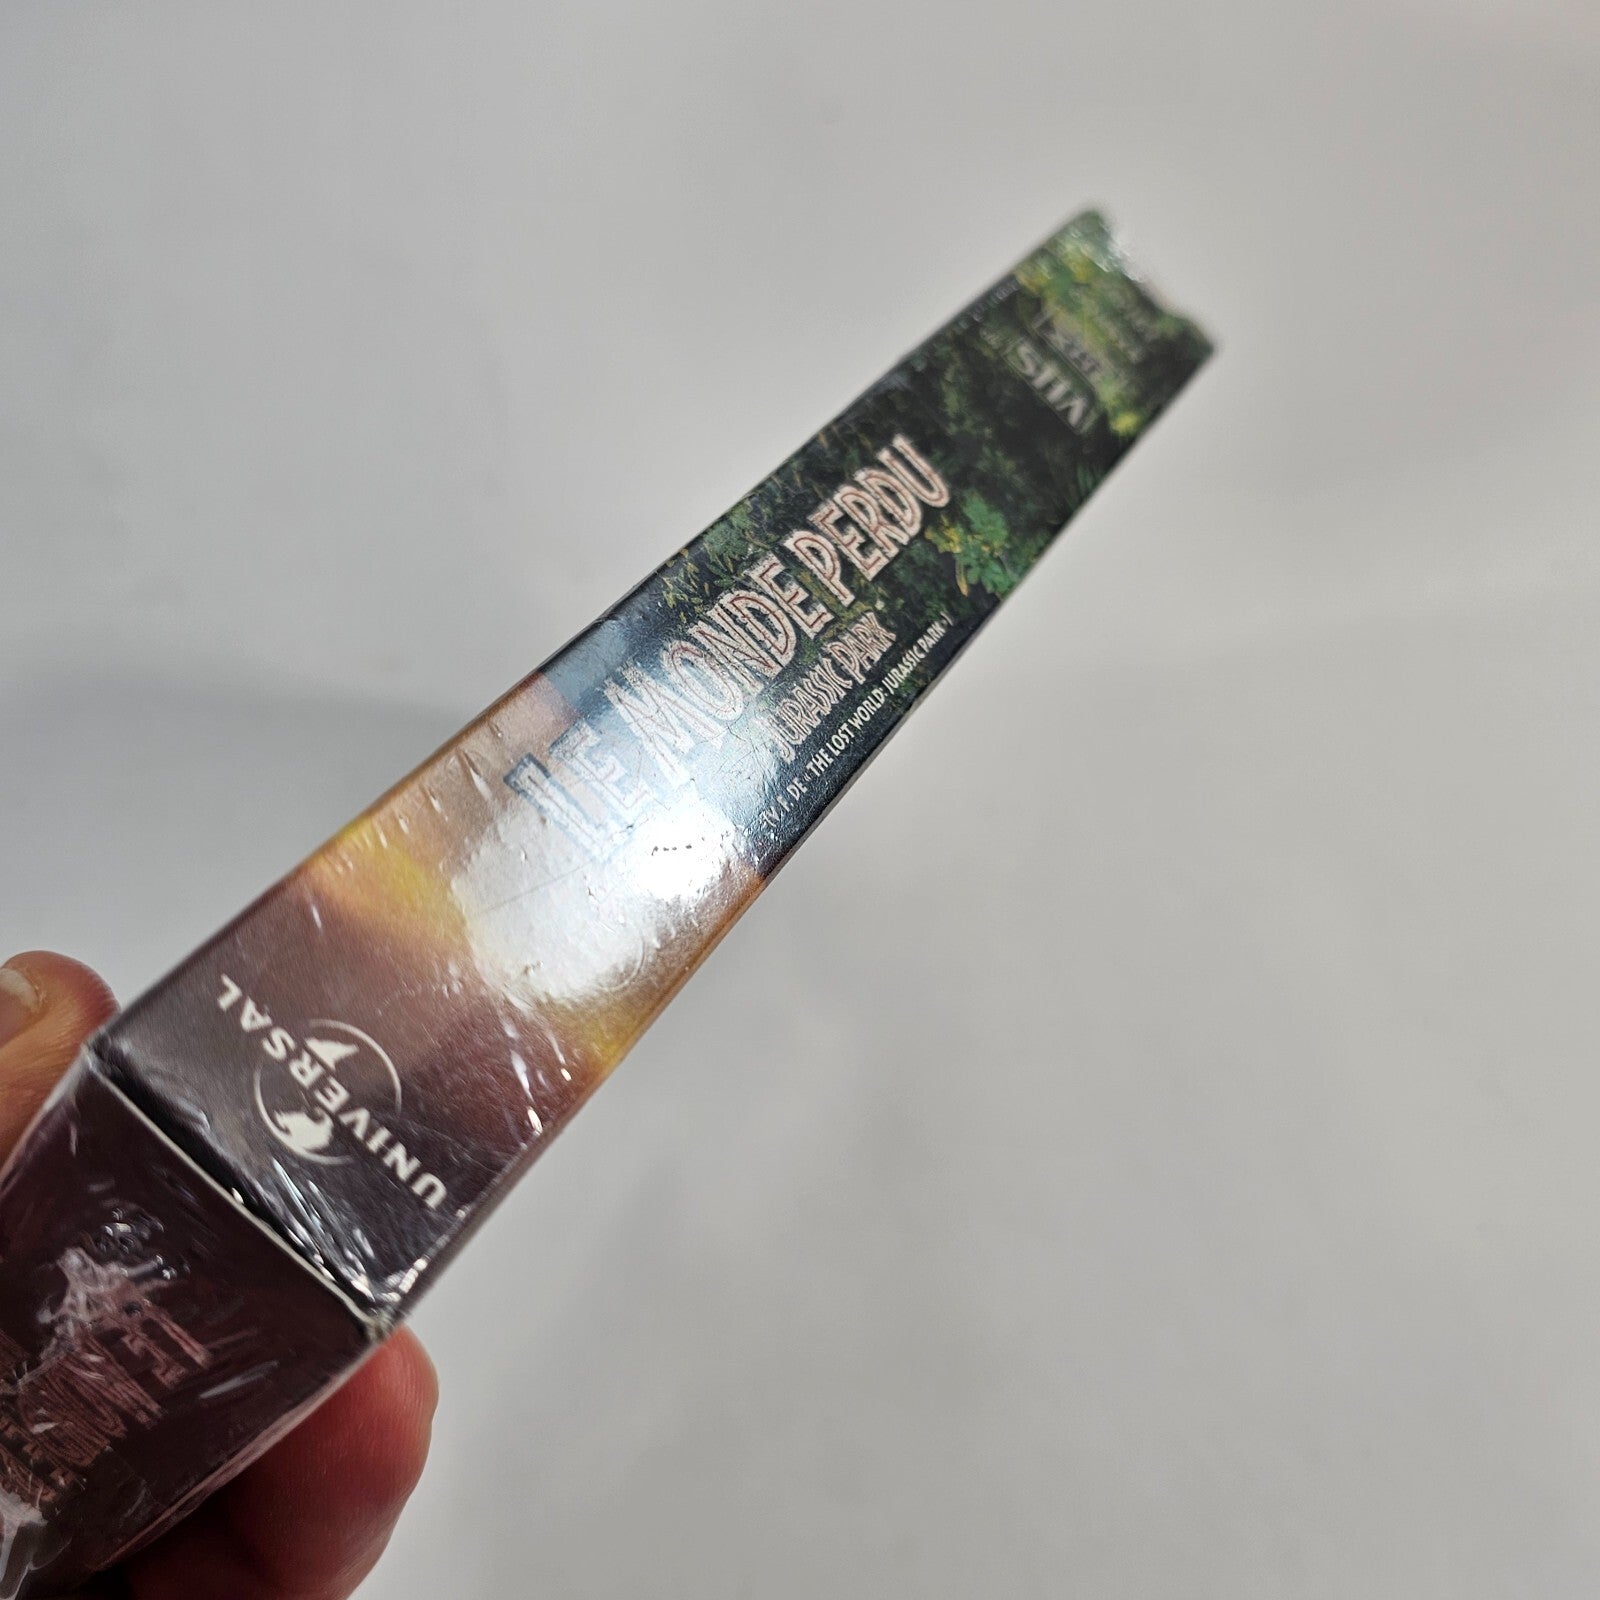 LE MONDE PERDU
JURASSIC PARK
(V. F. DE « THE LOST WORLD: JURASSIC PARK »)
VHS
UNIVERSAL